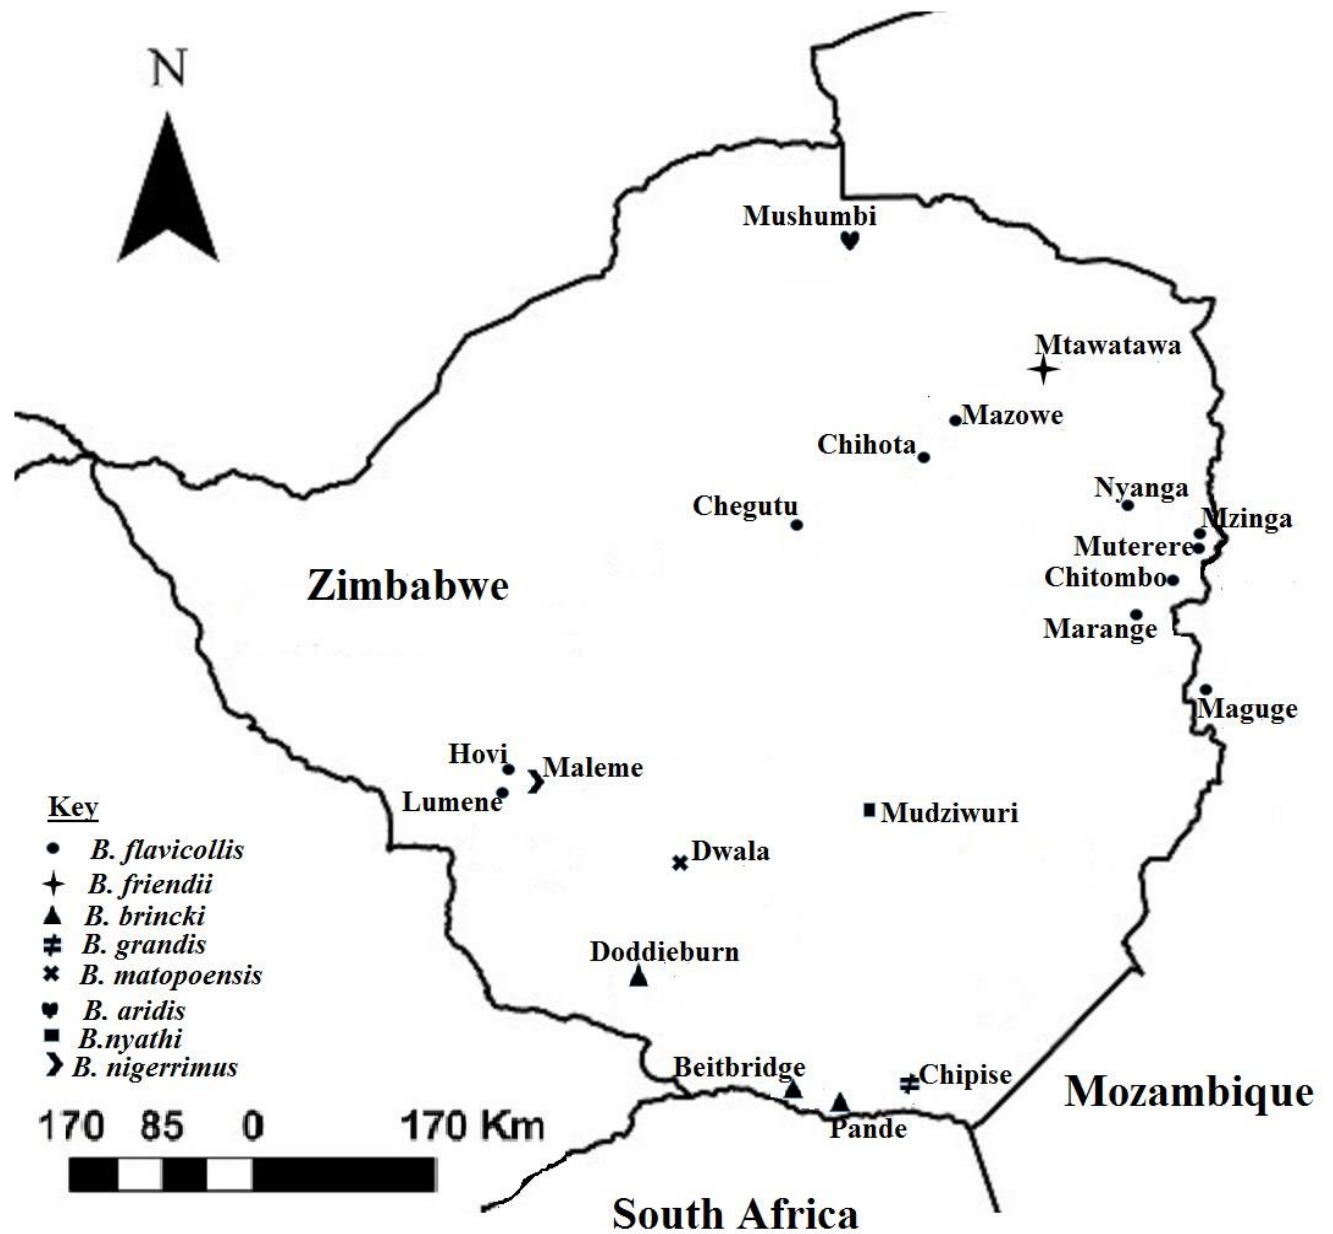 N
Mushumbi
Mtawatawa
Mazowe
Chihota
Nyanga
Chegutu
Mzinga
Muterere
Chitombo
Zimbabwe
Marange
Maguge
Hovi
Maleme
Lumene
Mudziwuri
Dwala
Doddieburn
Beitbridge
Chipise
Pande
Mozambique
South Africa
Key
B. flavicollis
B. friendii
B. brincki
B. grandis
B. matopoensis
B. aridis
B.nyathi
B. nigerrimus
170 85 0 170 Km